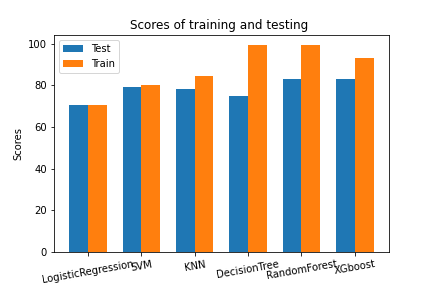 Scores of training and testing
Test
Train
Scores
100
80
60
40
20
0
LogisticRegression
SVM
KNN
DecisionTree
RandomForest
XGboost